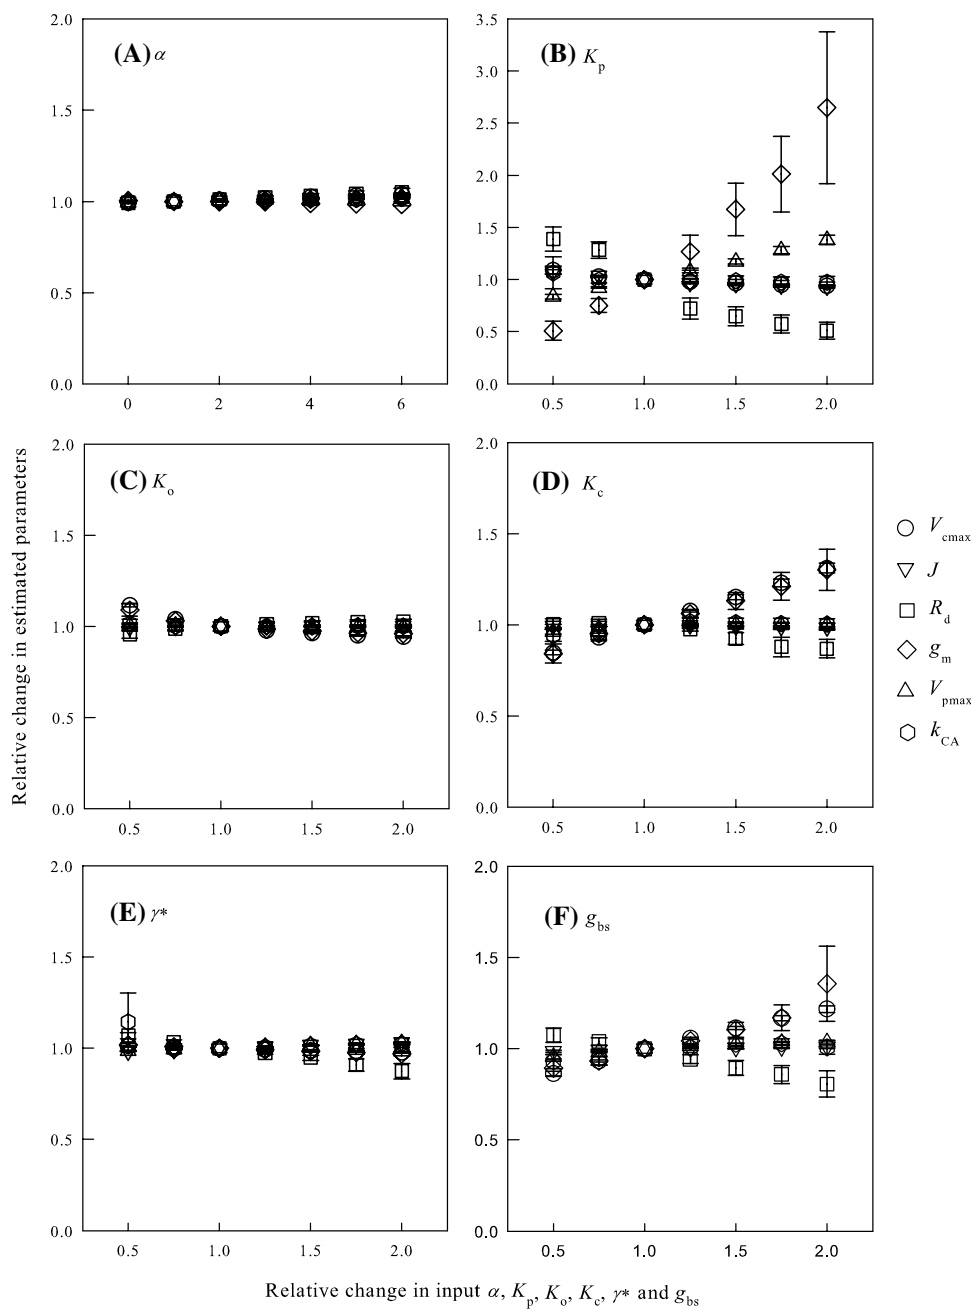 (A) α
2.0
1.5
1.0
0.5
0.0
0 2 4 6
(B) Kp
3.5
3.0
2.5
2.0
1.5
1.0
0.5
0.0
0.5 1.0 1.5 2.0
(C) Ko
2.0
1.5
1.0
0.5
0.0
0.5 1.0 1.5 2.0
(D) Kc
2.0
1.5
1.0
0.5
0.0
0.5 1.0 1.5 2.0
Vcmax
J
Rd
gm
Vpmax
kCA
(E) γ*
2.0
1.5
1.0
0.5
0.0
0.5 1.0 1.5 2.0
(F) gbs
2.0
1.5
1.0
0.5
0.0
0.5 1.0 1.5 2.0
Relative change in estimated parameters
Relative change in input α, Kp, Ko, Kc, γ* and gbs